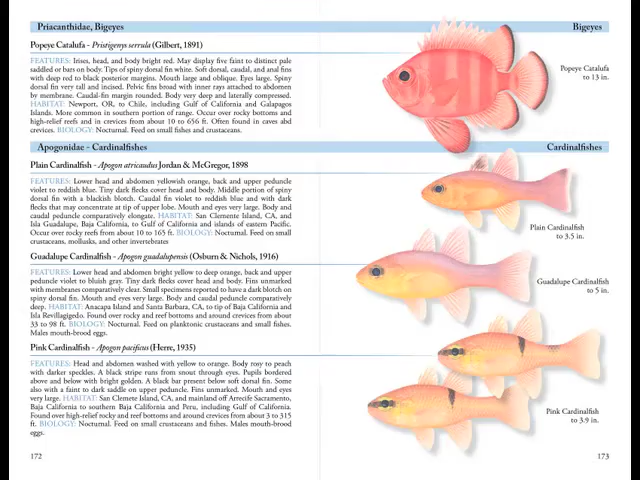 Priacanthidae, Bigeyes
Popeye Catalufa - Pristigenys serrula (Gilbert, 1891)
FEATURES: Irises, head, and body bright red. May display five faint to distinct pale
saddled or bars on body. Tips of spiny dorsal fin white. Soft dorsal, caudal, and anal fins
with deep red to black posterior margins. Mouth large and oblique. Eyes large. Spiny
dorsal fin very tall and incised. Pelvic fins broad with inner rays attached to abdomen
by membrane. Caudal-fin margin rounded. Body very deep and laterally compressed.
HABITAT: Newport, OR, to Chile, including Gulf of California and Galapagos
Islands. More common in southern portion of range. Occur over rocky bottoms and
high-relief reefs and in crevices from about 10 to 656 ft. Often found in caves abd
crevices. BIOLOGY: Nocturnal. Feed on small fishes and crustaceans.
Apogonidae - Cardinalfishes
Plain Cardinalfish - Apogon atricaudus Jordan & McGregor, 1898
FEATURES: Lower head and abdomen yellowish orange, back and upper peduncle
violet to reddish blue. Tiny dark flecks cover head and body. Middle portion of spiny
dorsal fin with a blackish blotch. Caudal fin violet to reddish blue and with dark
flecks that may concentrate at tip of upper lobe. Mouth and eyes very large. Body and
caudal peduncle comparatively elongate. HABITAT: San Clemente Island, CA, and
Isla Guadalupe, Baja California, to Gulf of California and islands of eastern Pacific.
Occur over rocky reefs from about 10 to 165 ft. BIOLOGY: Nocturnal. Feed on small
crustaceans, mollusks, and other invertebrates
Guadalupe Cardinalfish - Apogon guadalupensis (Osburn & Nichols, 1916)
FEATURES: Lower head and abdomen bright yellow to deep orange, back and upper
peduncle violet to bluish gray. Tiny dark flecks cover head and body. Fins unmarked
with membranes comparatively clear. Small specimens reported to have a dark blotch on
spiny dorsal fin. Mouth and eyes very large. Body and caudal peduncle comparatively
deep. HABITAT: Anacapa Island and Santa Barbara, CA, to tip of Baja California and
Isla Revillagigedo. Found over rocky and reef bottoms and around crevices from about
33 to 98 ft. BIOLOGY: Nocturnal. Feed on planktonic crustaceans and small fishes.
Males mouth-brood eggs.
Pink Cardinalfish - Apogon pacificus (Herre, 1935)
FEATURES: Head and abdomen washed with yellow to orange. Body rosy to peach
with darker speckles. A black stripe runs from snout through eyes. Pupils bordered
above and below with bright golden. A black bar present below soft dorsal fin. Some
also with a faint to dark saddle on upper peduncle. Fins unmarked. Mouth and eyes
very large. HABITAT: San Clemete Island, CA, and mainland off Arrecife Sacramento,
Baja California to southern Baja California and Peru, including Gulf of California.
Found over high-relief rocky and reef bottoms and around crevices from about 3 to 315
ft. BIOLOGY: Nocturnal. Feed on small crustaceans and fishes. Males mouth-brood
eggs.
172
Bigeyes
Popeye Catalufa
to 13 in.
Cardinalfishes
Plain Cardinalfish
to 3.5 in.
Guadalupe Cardinalfish
to 5 in.
Pink Cardinalfish
to 3.9 in.
173